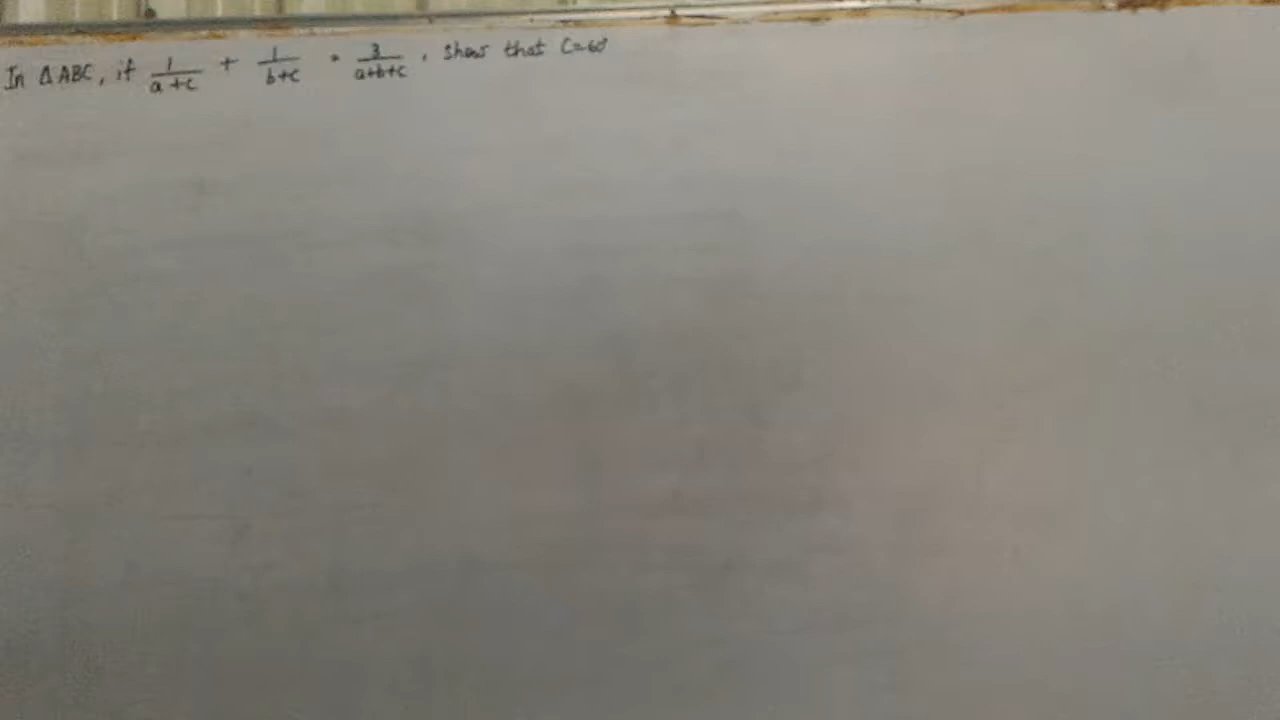 In ΔABC, if 1/(a+c) + 1/(b+c) = 3/(a+b+c), show that C=60°